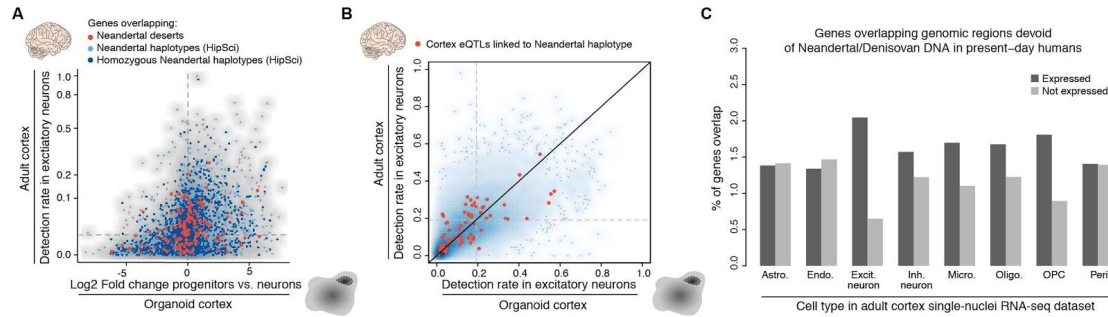 A
Genes overlapping:
Neandertal deserts
Neandertal haplotypes (HipSci)
Homozygous Neandertal haplotypes (HipSci)
Adult cortex
Detection rate in excitatory neurons
1.0
0.8
0.5
0.2
0.1
0.0
-5
0
5
Log2 Fold change progenitors vs. neurons
Organoid cortex
B
Cortex eQTLs linked to Neandertal haplotype
Adult cortex
Detection rate in excitatory neurons
1.0
0.8
0.6
0.4
0.2
0.0
0.0
0.2
0.4
0.6
0.8
1.0
Detection rate in excitatory neurons
Organoid cortex
C
Genes overlapping genomic regions devoid
of Neandertal/Denisovan DNA in present–day humans
Expressed
Not expressed
% of genes overlap
3.0
2.5
2.0
1.5
1.0
0.5
0.0
Astro.
Endo.
Excit.
neuron
Inh.
neuron
Micro.
Oligo.
OPC
Peri
Cell type in adult cortex single-nuclei RNA-seq dataset